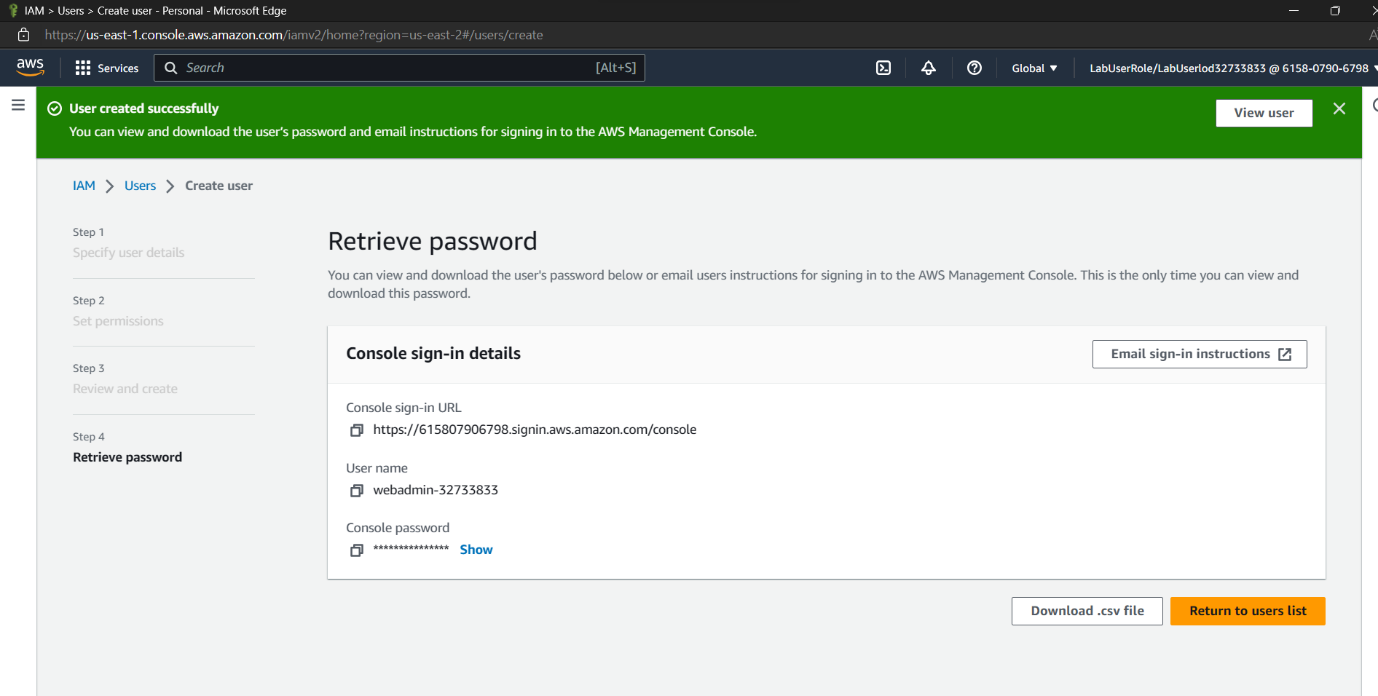 IAM > Users > Create user - Personal - Microsoft Edge
https://us-east-1.console.aws.amazon.com/iamv2/home?region=us-east-2#/users/create
aws Services Search [Alt+S] Global LabUserRole/LabUserlod32733833 @ 6158-0790-6798
User created successfully
You can view and download the user's password and email instructions for signing in to the AWS Management Console.
View user
IAM > Users > Create user
Step 1
Specify user details
Step 2
Set permissions
Step 3
Review and create
Step 4
Retrieve password
Retrieve password
You can view and download the user's password below or email users instructions for signing in to the AWS Management Console. This is the only time you can view and
download this password.
Console sign-in details
Email sign-in instructions
Console sign-in URL
https://615807906798.signin.aws.amazon.com/console
User name
webadmin-32733833
Console password
*************** Show
Download .csv file
Return to users list